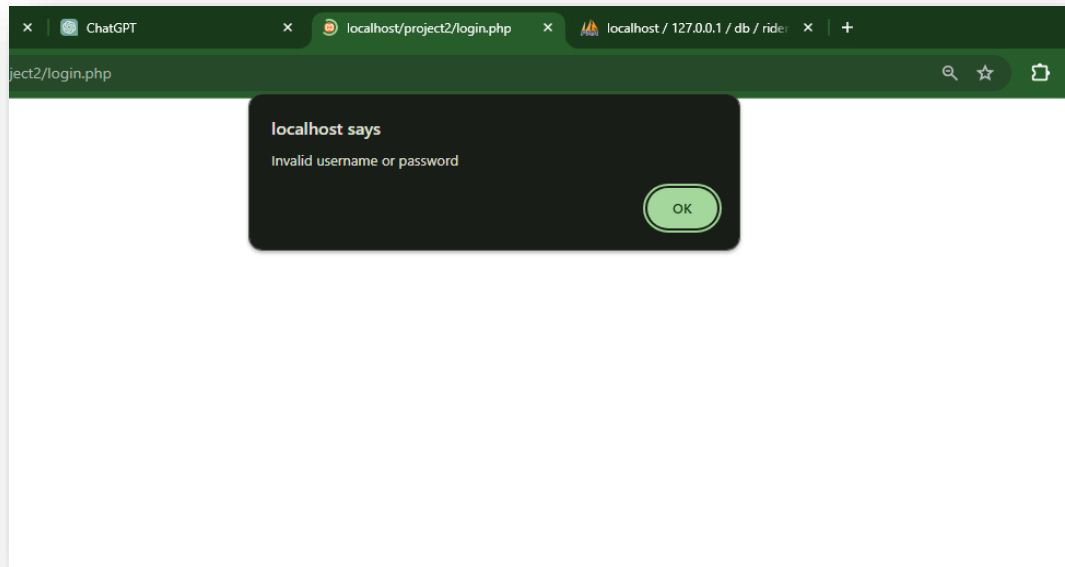 ChatGPT
localhost/project2/login.php
localhost / 127.0.0.1 / db / rider
ject2/login.php
localhost says
Invalid username or password
OK